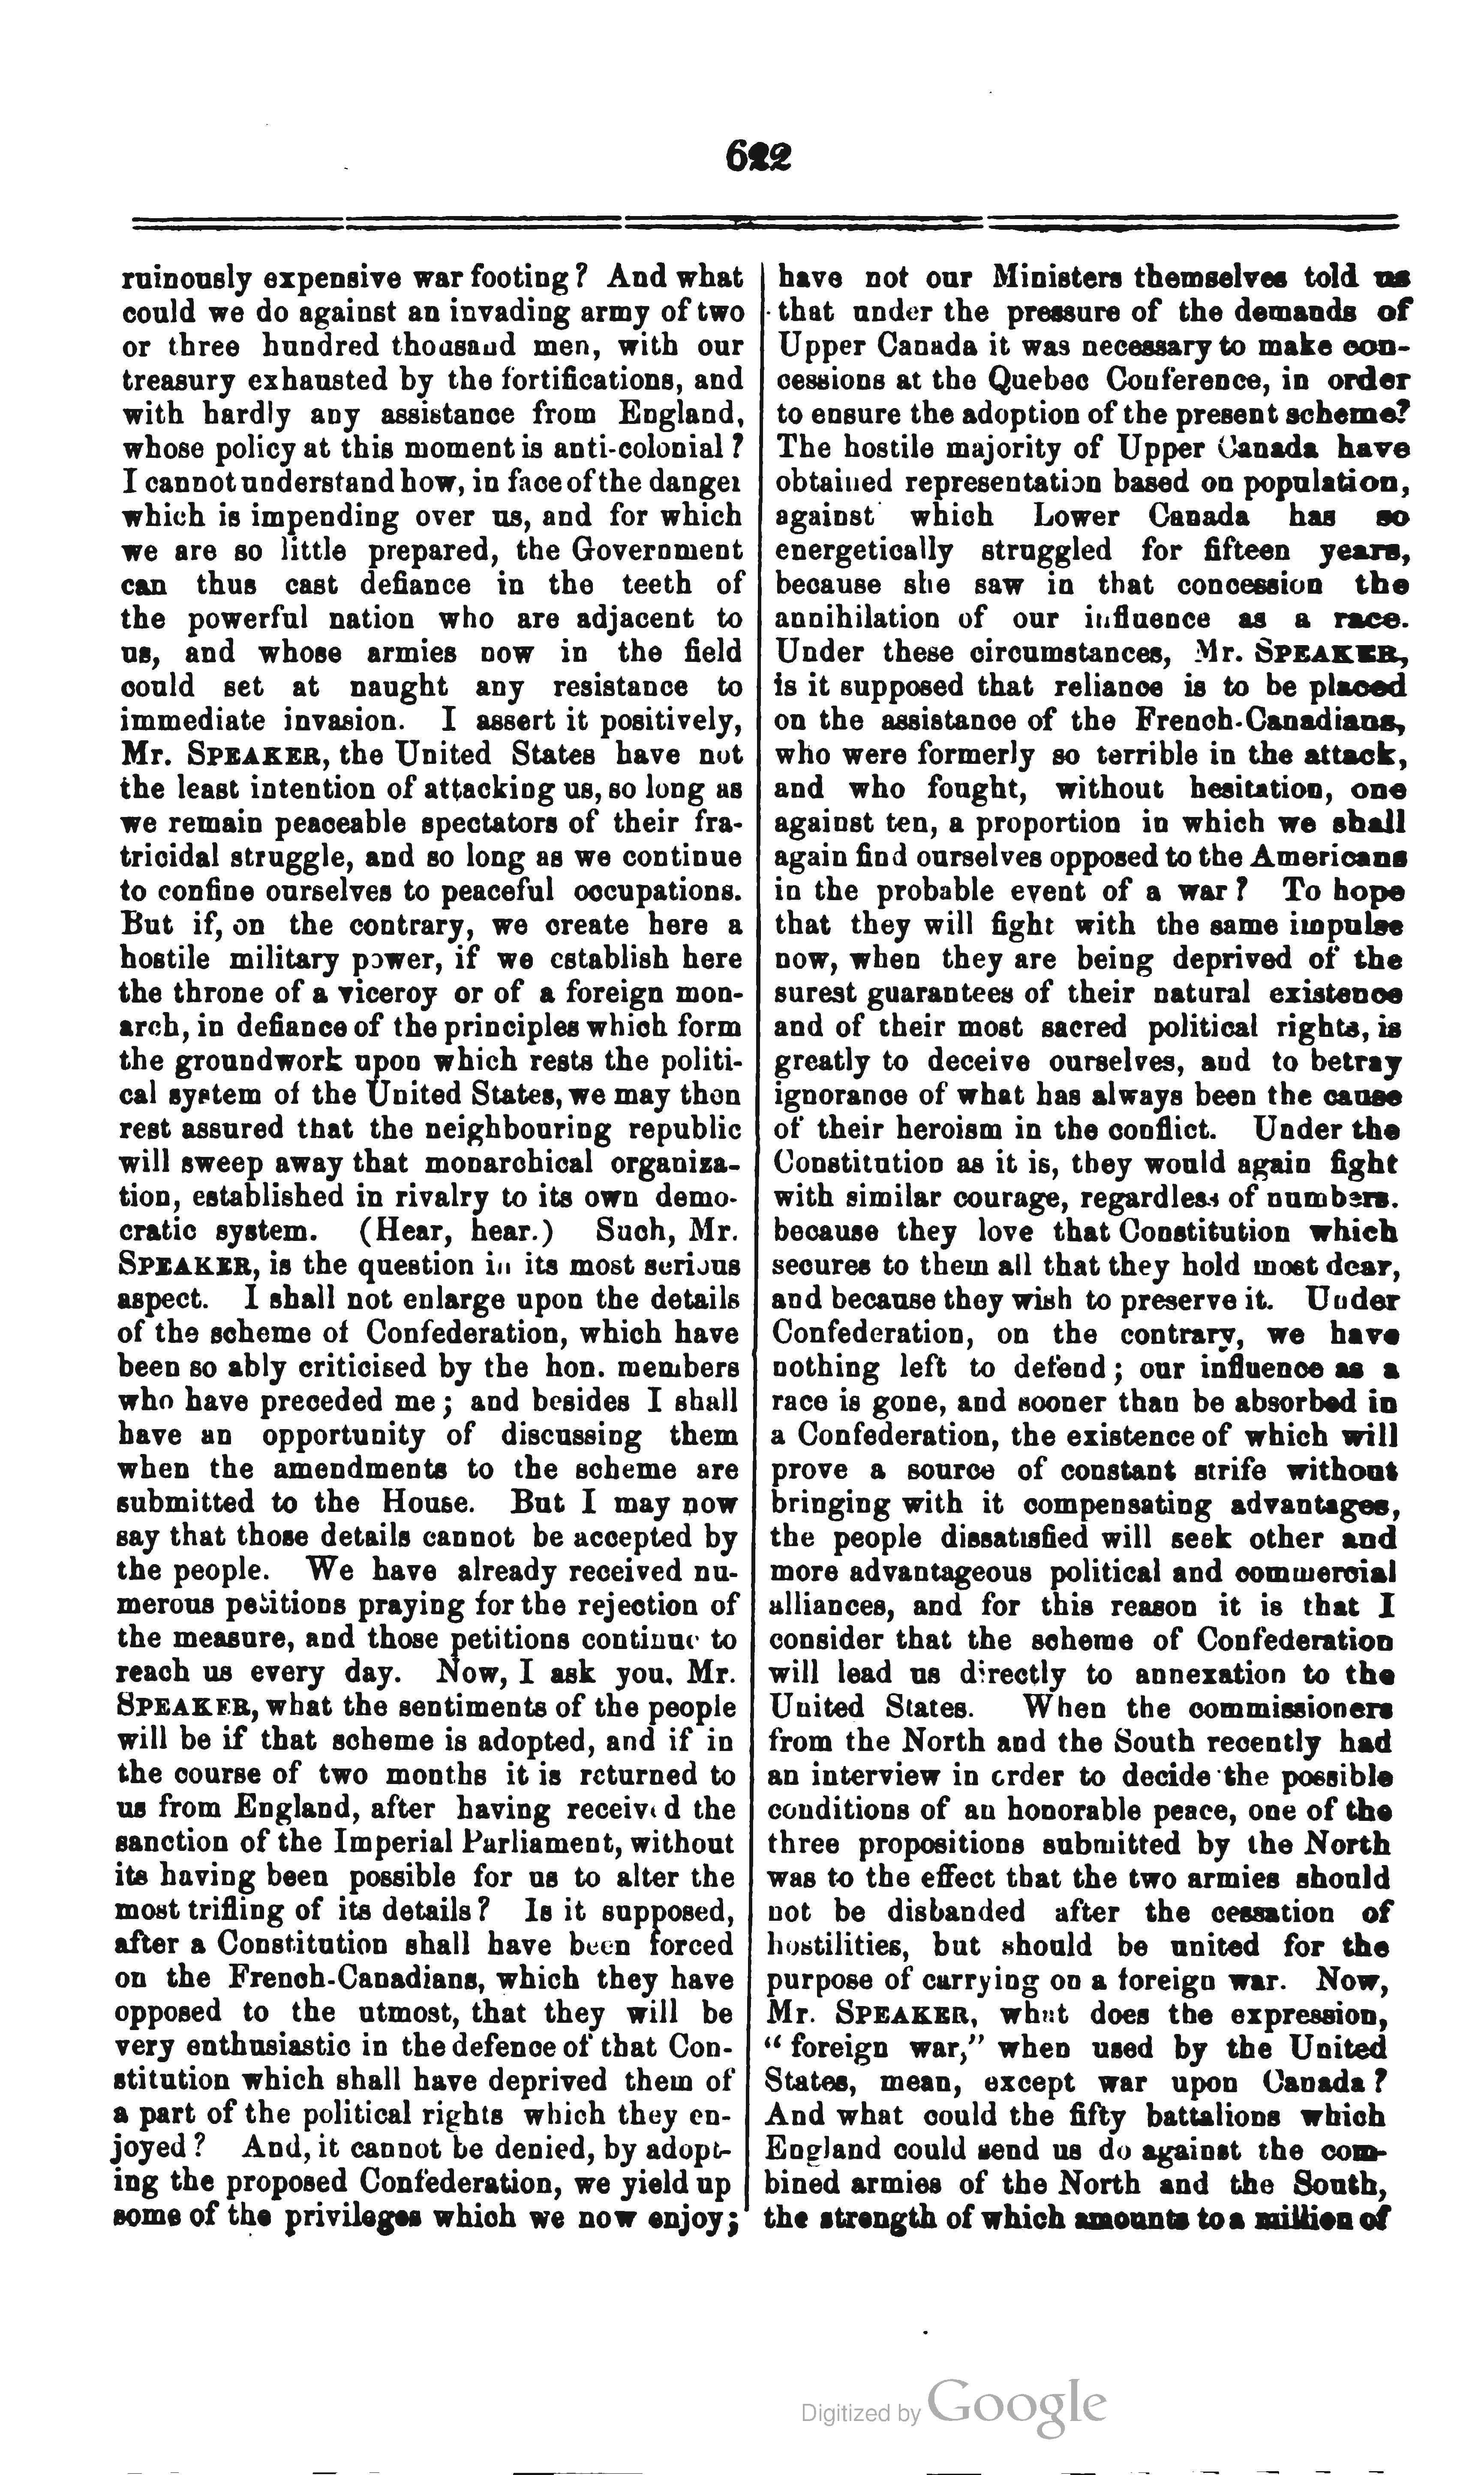 622
ruinously expensive war footing? And what
could we do against an invading army of two
or three hundred thousand men, with our
treasury exhausted by the fortifications, and
with hardly any assistance from England,
whose policy at this moment is anti-colonial?
I cannot understand how, in face of the danger
which is impending over us, and for which
we are so little prepared, the Government
can thus cast defiance in the teeth of
the powerful nation who are adjacent to
us, and whose armies now in the field
could set at naught any resistance to
immediate invasion. I assert it positively,
Mr. SPEAKER, the United States have not
the least intention of attacking us, so long as
we remain peaceable spectators of their fra-
tricidal struggle, and so long as we continue
to confine ourselves to peaceful occupations.
But if, on the contrary, we create here a
hostile military power, if we establish here
the throne of a viceroy or of a foreign mon-
arch, in defiance of the principles which form
the groundwork upon which rests the politi-
cal system of the United States, we may then
rest assured that the neighbouring republic
will sweep away that monarchical organiza-
tion, established in rivalry to its own demo-
cratic system. (Hear, hear.) Such, Mr.
SPEAKER, is the question in its most serious
aspect. I shall not enlarge upon the details
of the scheme of Confederation, which have
been so ably criticised by the hon. members
who have preceded me; and besides I shall
have an opportunity of discussing them
when the amendments to the scheme are
submitted to the House. But I may now
say that those details cannot be accepted by
the people. We have already received nu-
merous petitions praying for the rejection of
the measure, and those petitions continue to
reach us every day. Now, I ask you, Mr.
SPEAKER, what the sentiments of the people
will be if that scheme is adopted, and if in
the course of two months it is returned to
us from England, after having received the
sanction of the Imperial Parliament, without
its having been possible for us to alter the
most trifling of its details? Is it supposed,
after a Constitution shall have been forced
on the French-Canadians, which they have
opposed to the utmost, that they will be
very enthusiastic in the defence of that Con-
stitution which shall have deprived them of
a part of the political rights which they en-
joyed? And, it cannot be denied, by adopt-
ing the proposed Confederation, we yield up
some of the privileges which we now enjoy;
have not our Ministers themselves told us
that under the pressure of the demands of
Upper Canada it was necessary to make con-
cessions at the Quebec Conference, in order
to ensure the adoption of the present scheme?
The hostile majority of Upper Canada have
obtained representation based on population,
against which Lower Canada has so
energetically struggled for fifteen years,
because she saw in that concession the
annihilation of our influence as a race.
Under these circumstances, Mr. SPEAKER,
is it supposed that reliance is to be placed
on the assistance of the French-Canadians,
who were formerly so terrible in the attack,
and who fought, without hesitation, one
against ten, a proportion in which we shall
again find ourselves opposed to the Americans
in the probable event of a war? To hope
that they will fight with the same impulse
now, when they are being deprived of the
surest guarantees of their natural existence
and of their most sacred political rights, is
greatly to deceive ourselves, and to betray
ignorance of what has always been the cause
of their heroism in the conflict. Under the
Constitution as it is, they would again fight
with similar courage, regardless of numbers.
because they love that Constitution which
secures to them all that they hold most dear,
and because they wish to preserve it. Under
Confederation, on the contrary, we have
nothing left to defend; our influence as a
race is gone, and sooner than be absorbed in
a Confederation, the existence of which will
prove a source of constant strife without
bringing with it compensating advantages,
the people dissatisfied will seek other and
more advantageous political and commercial
alliances, and for this reason it is that I
consider that the scheme of Confederation
will lead us directly to annexation to the
United States. When the commissioners
from the North and the South recently had
an interview in order to decide the possible
conditions of an honorable peace, one of the
three propositions submitted by the North
was to the effect that the two armies should
not be disbanded after the cessation of
hostilities, but should be united for the
purpose of carrying on a foreign war. Now,
Mr. SPEAKER, what does the expression,
"foreign war," when used by the United
States, mean, except war upon Canada?
And what could the fifty battalions which
England could send us do against the com-
bined armies of the North and the South,
the strength of which amounts to a million of
Digitized by Google